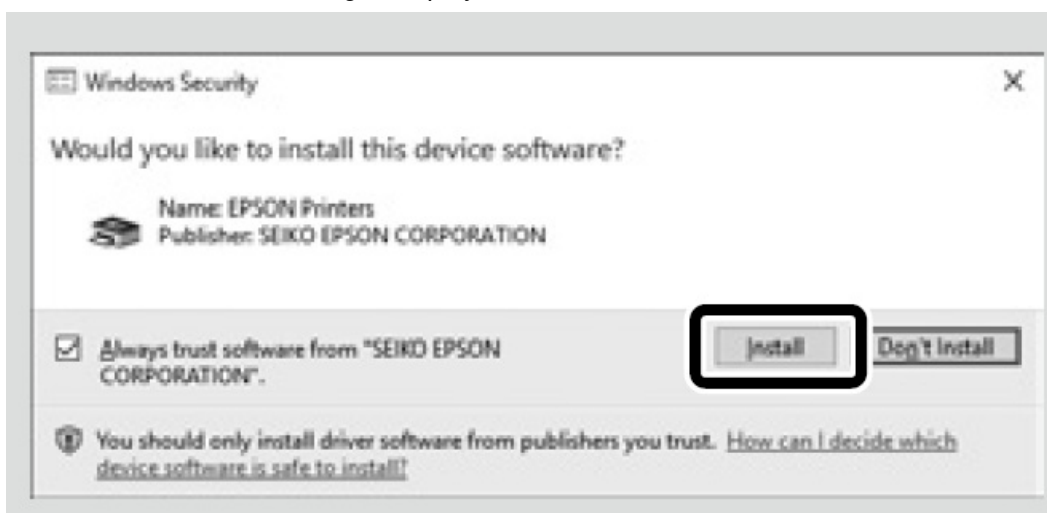 Windows Security
Would you like to install this device software?
Name: EPSON Printers
Publisher: SEIKO EPSON CORPORATION
Always trust software from "SEIKO EPSON
CORPORATION".
Install
Don't Install
You should only install driver software from publishers you trust. How can I decide which
device software is safe to install?